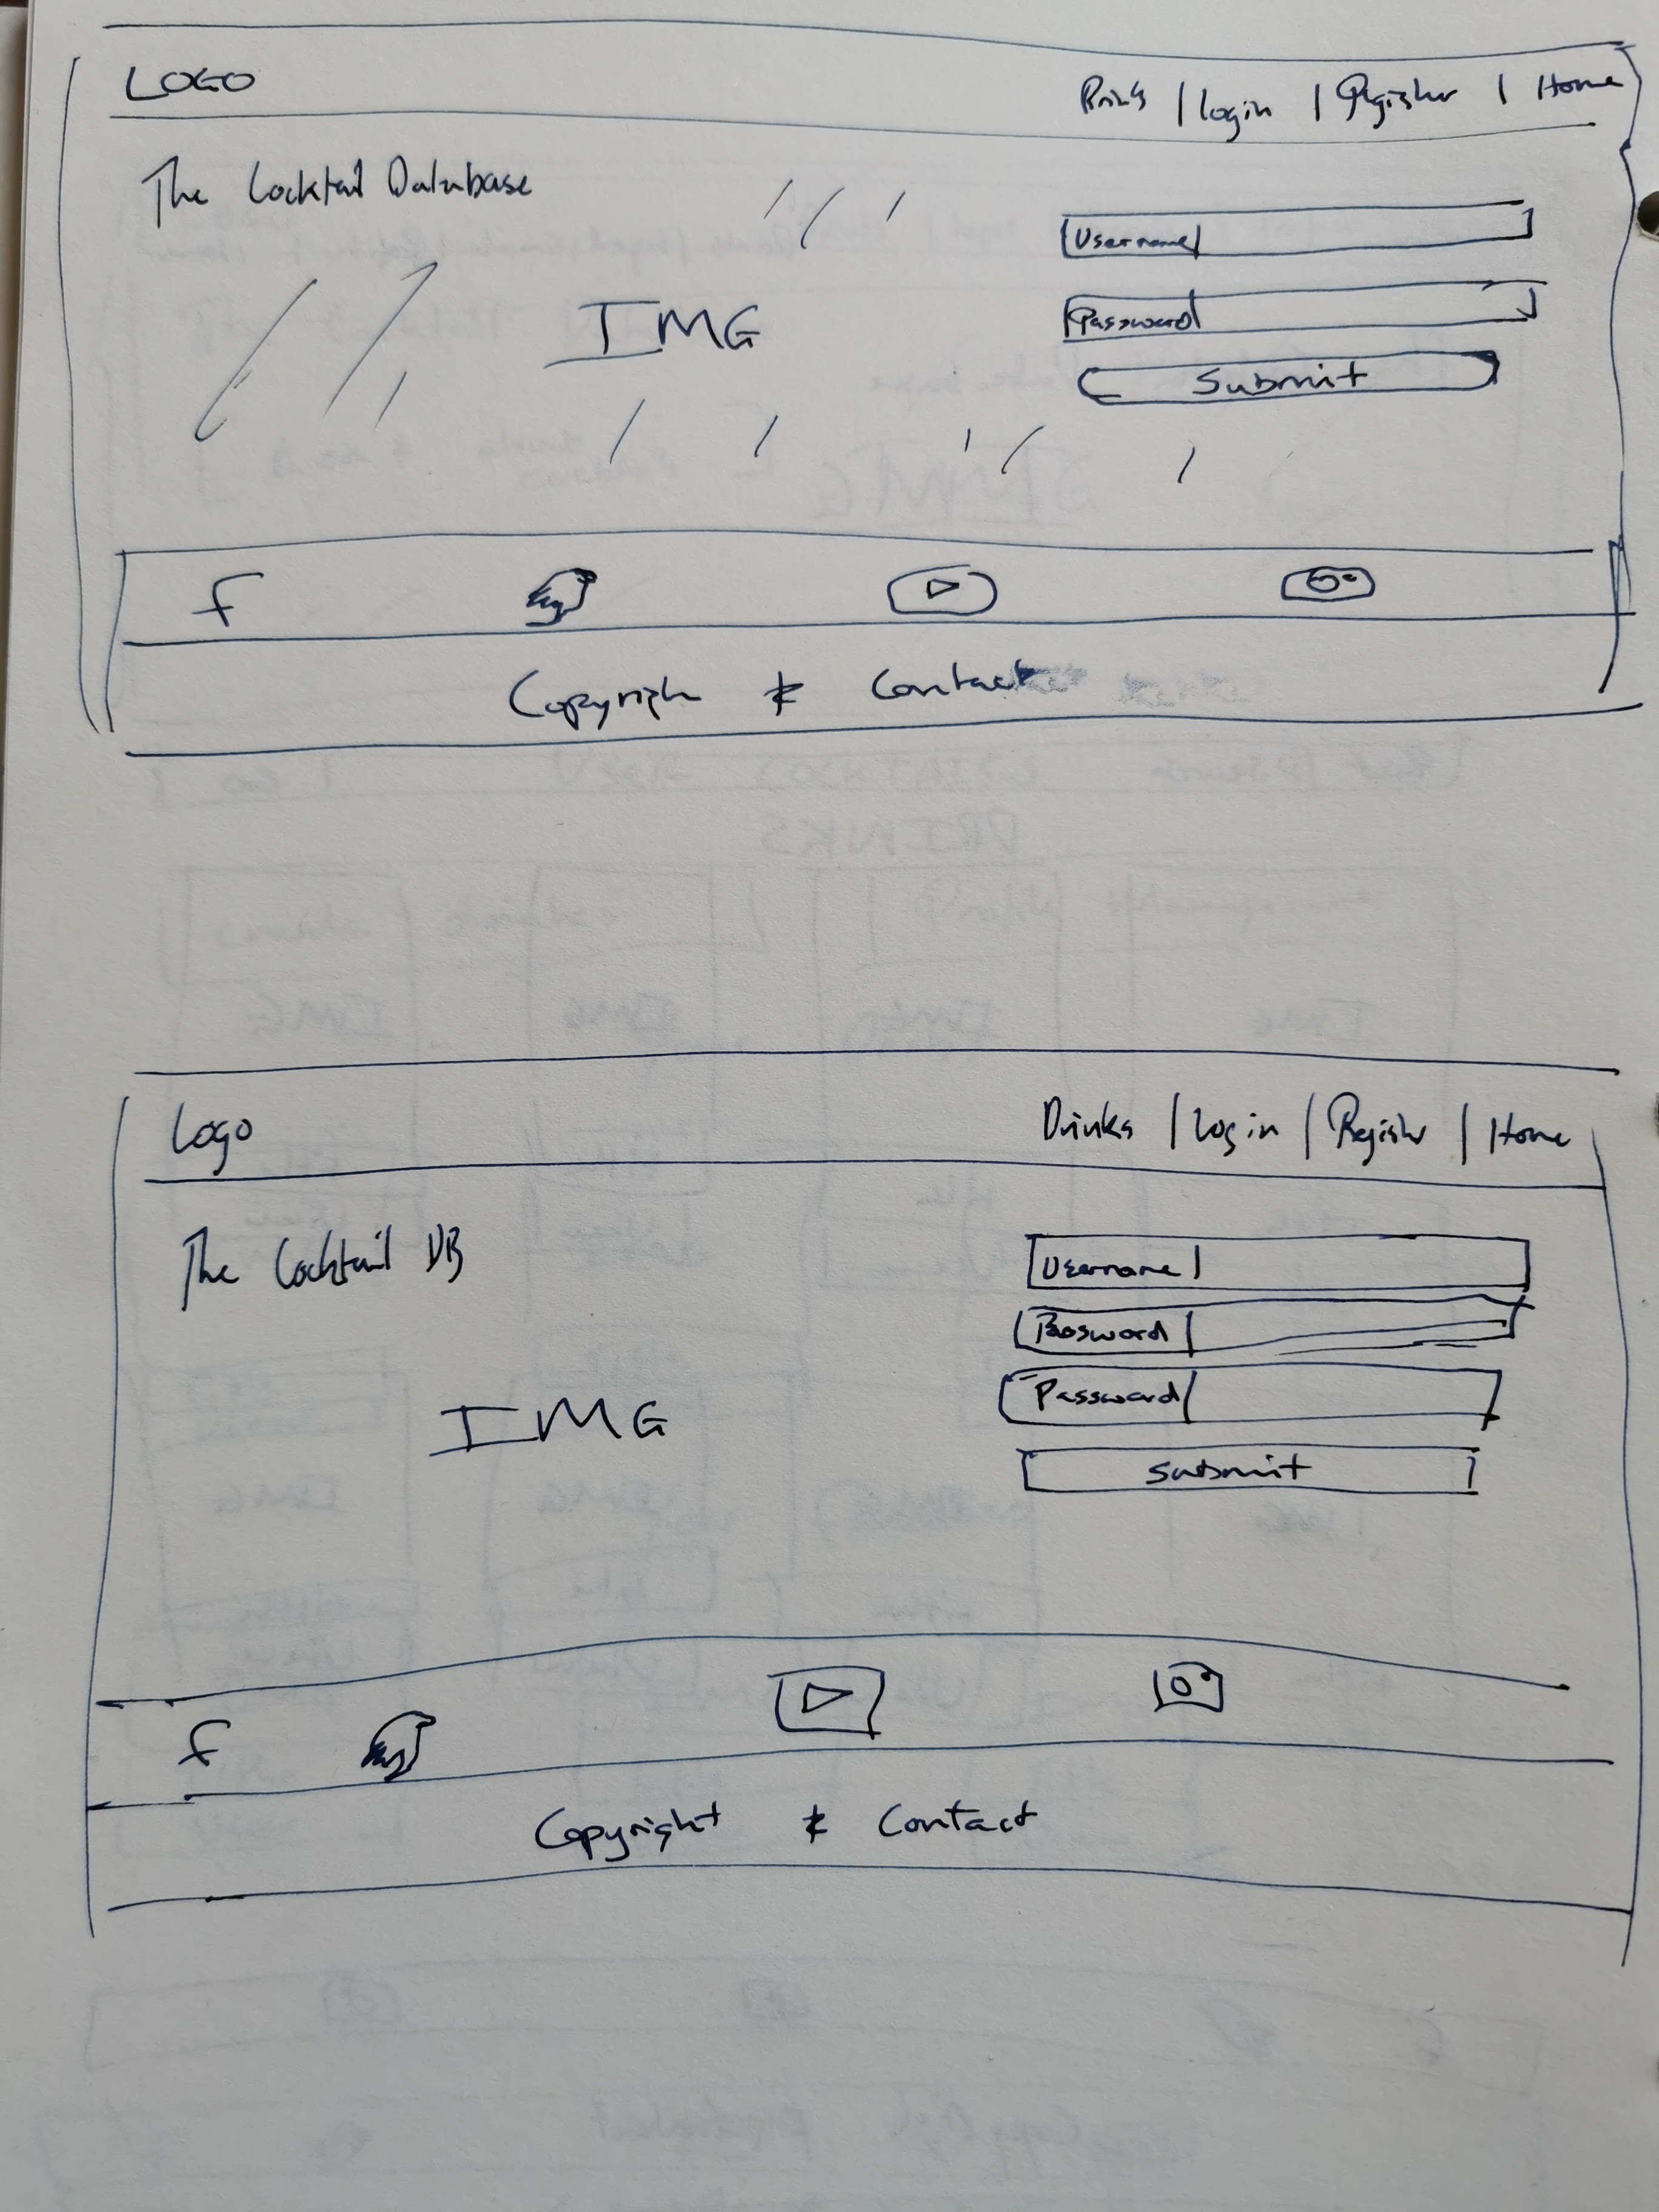 LOGO
Drinks | login | Register | Home
The Cocktail Database
Username
Password
IMG
Submit
f
Copyrigh & Contact
Logo
Drinks | login | Register | Home
The Cocktail DB
Username
Password
Password
IMG
submit
f
Copyright & Contact